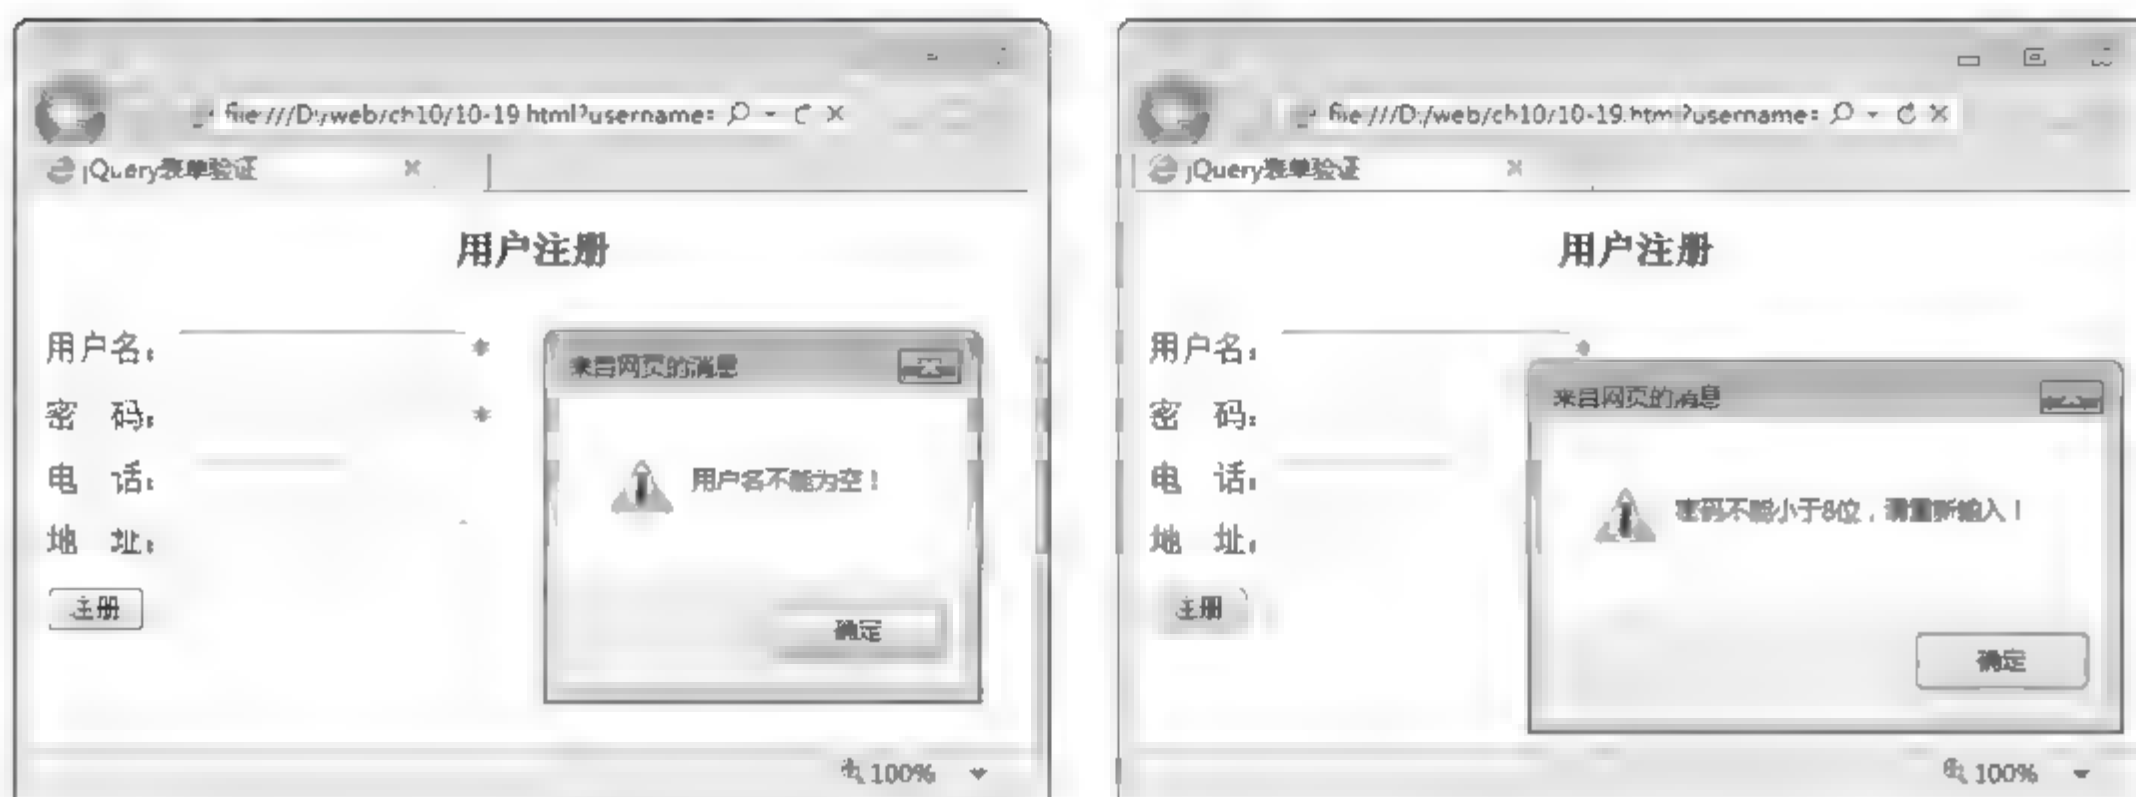 file:///D:/web/ch10/10-19.html?username=
jQuery表单验证
用户注册
用户名：
*
密 码：
*
电 话：
地 址：
注册
来自网页的消息
用户名不能为空！
确定
100%
file:///D:/web/ch10/10-19.html?username=
jQuery表单验证
用户注册
用户名：
*
密 码：
电 话：
地 址：
注册
来自网页的消息
密码不能小于8位，请重新输入！
确定
100%